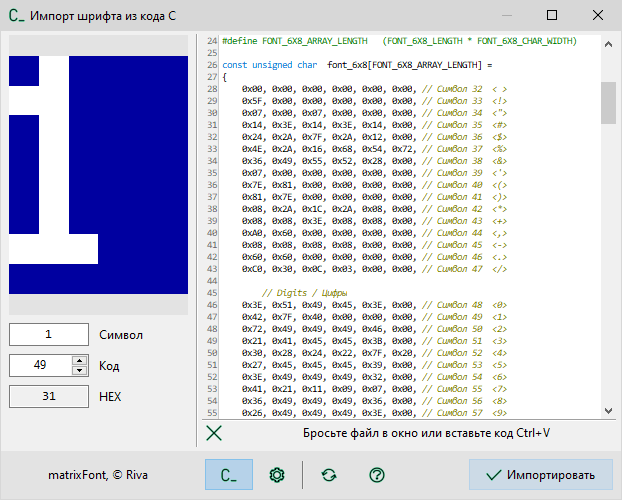 C_ Импорт шрифта из кода C
24 #define FONT_6X8_ARRAY_LENGTH (FONT_6X8_LENGTH * FONT_6X8_CHAR_WIDTH)
25
26 const unsigned char font_6x8[FONT_6X8_ARRAY_LENGTH] =
27 {
28 0x00, 0x00, 0x00, 0x00, 0x00, 0x00, // Символ 32 < >
29 0x5F, 0x00, 0x00, 0x00, 0x00, 0x00, // Символ 33 <!>
30 0x07, 0x00, 0x07, 0x00, 0x00, 0x00, // Символ 34 <">
31 0x14, 0x3E, 0x14, 0x3E, 0x14, 0x00, // Символ 35 <#>
32 0x24, 0x2A, 0x7F, 0x2A, 0x12, 0x00, // Символ 36 <$>
33 0x4E, 0x2A, 0x16, 0x68, 0x54, 0x72, // Символ 37 <%>
34 0x36, 0x49, 0x55, 0x52, 0x28, 0x00, // Символ 38 <&>
35 0x07, 0x00, 0x00, 0x00, 0x00, 0x00, // Символ 39 <'>
36 0x7E, 0x81, 0x00, 0x00, 0x00, 0x00, // Символ 40 <(>
37 0x81, 0x7E, 0x00, 0x00, 0x00, 0x00, // Символ 41 <)>
38 0x08, 0x2A, 0x1C, 0x2A, 0x08, 0x00, // Символ 42 <*>
39 0x08, 0x08, 0x3E, 0x08, 0x08, 0x00, // Символ 43 <+>
40 0xA0, 0x60, 0x00, 0x00, 0x00, 0x00, // Символ 44 <,>
41 0x08, 0x08, 0x08, 0x00, 0x00, 0x00, // Символ 45 <->
42 0x60, 0x60, 0x00, 0x00, 0x00, 0x00, // Символ 46 <.>
43 0xC0, 0x30, 0x0C, 0x03, 0x00, 0x00, // Символ 47 </>
44
45 // Digits / Цифры
46 0x3E, 0x51, 0x49, 0x45, 0x3E, 0x00, // Символ 48 <0>
47 0x42, 0x7F, 0x40, 0x00, 0x00, 0x00, // Символ 49 <1>
48 0x72, 0x49, 0x49, 0x49, 0x46, 0x00, // Символ 50 <2>
49 0x21, 0x41, 0x45, 0x45, 0x3B, 0x00, // Символ 51 <3>
50 0x30, 0x28, 0x24, 0x22, 0x7F, 0x20, // Символ 52 <4>
51 0x27, 0x45, 0x45, 0x45, 0x39, 0x00, // Символ 53 <5>
52 0x3E, 0x49, 0x49, 0x49, 0x32, 0x00, // Символ 54 <6>
53 0x41, 0x21, 0x11, 0x09, 0x07, 0x00, // Символ 55 <7>
54 0x36, 0x49, 0x49, 0x49, 0x36, 0x00, // Символ 56 <8>
55 0x26, 0x49, 0x49, 0x49, 0x3E, 0x00, // Символ 57 <9>
1 Символ
49 Код
31 HEX
Бросьте файл в окно или вставьте код Ctrl+V
matrixFont, © Riva
C_
Импортировать